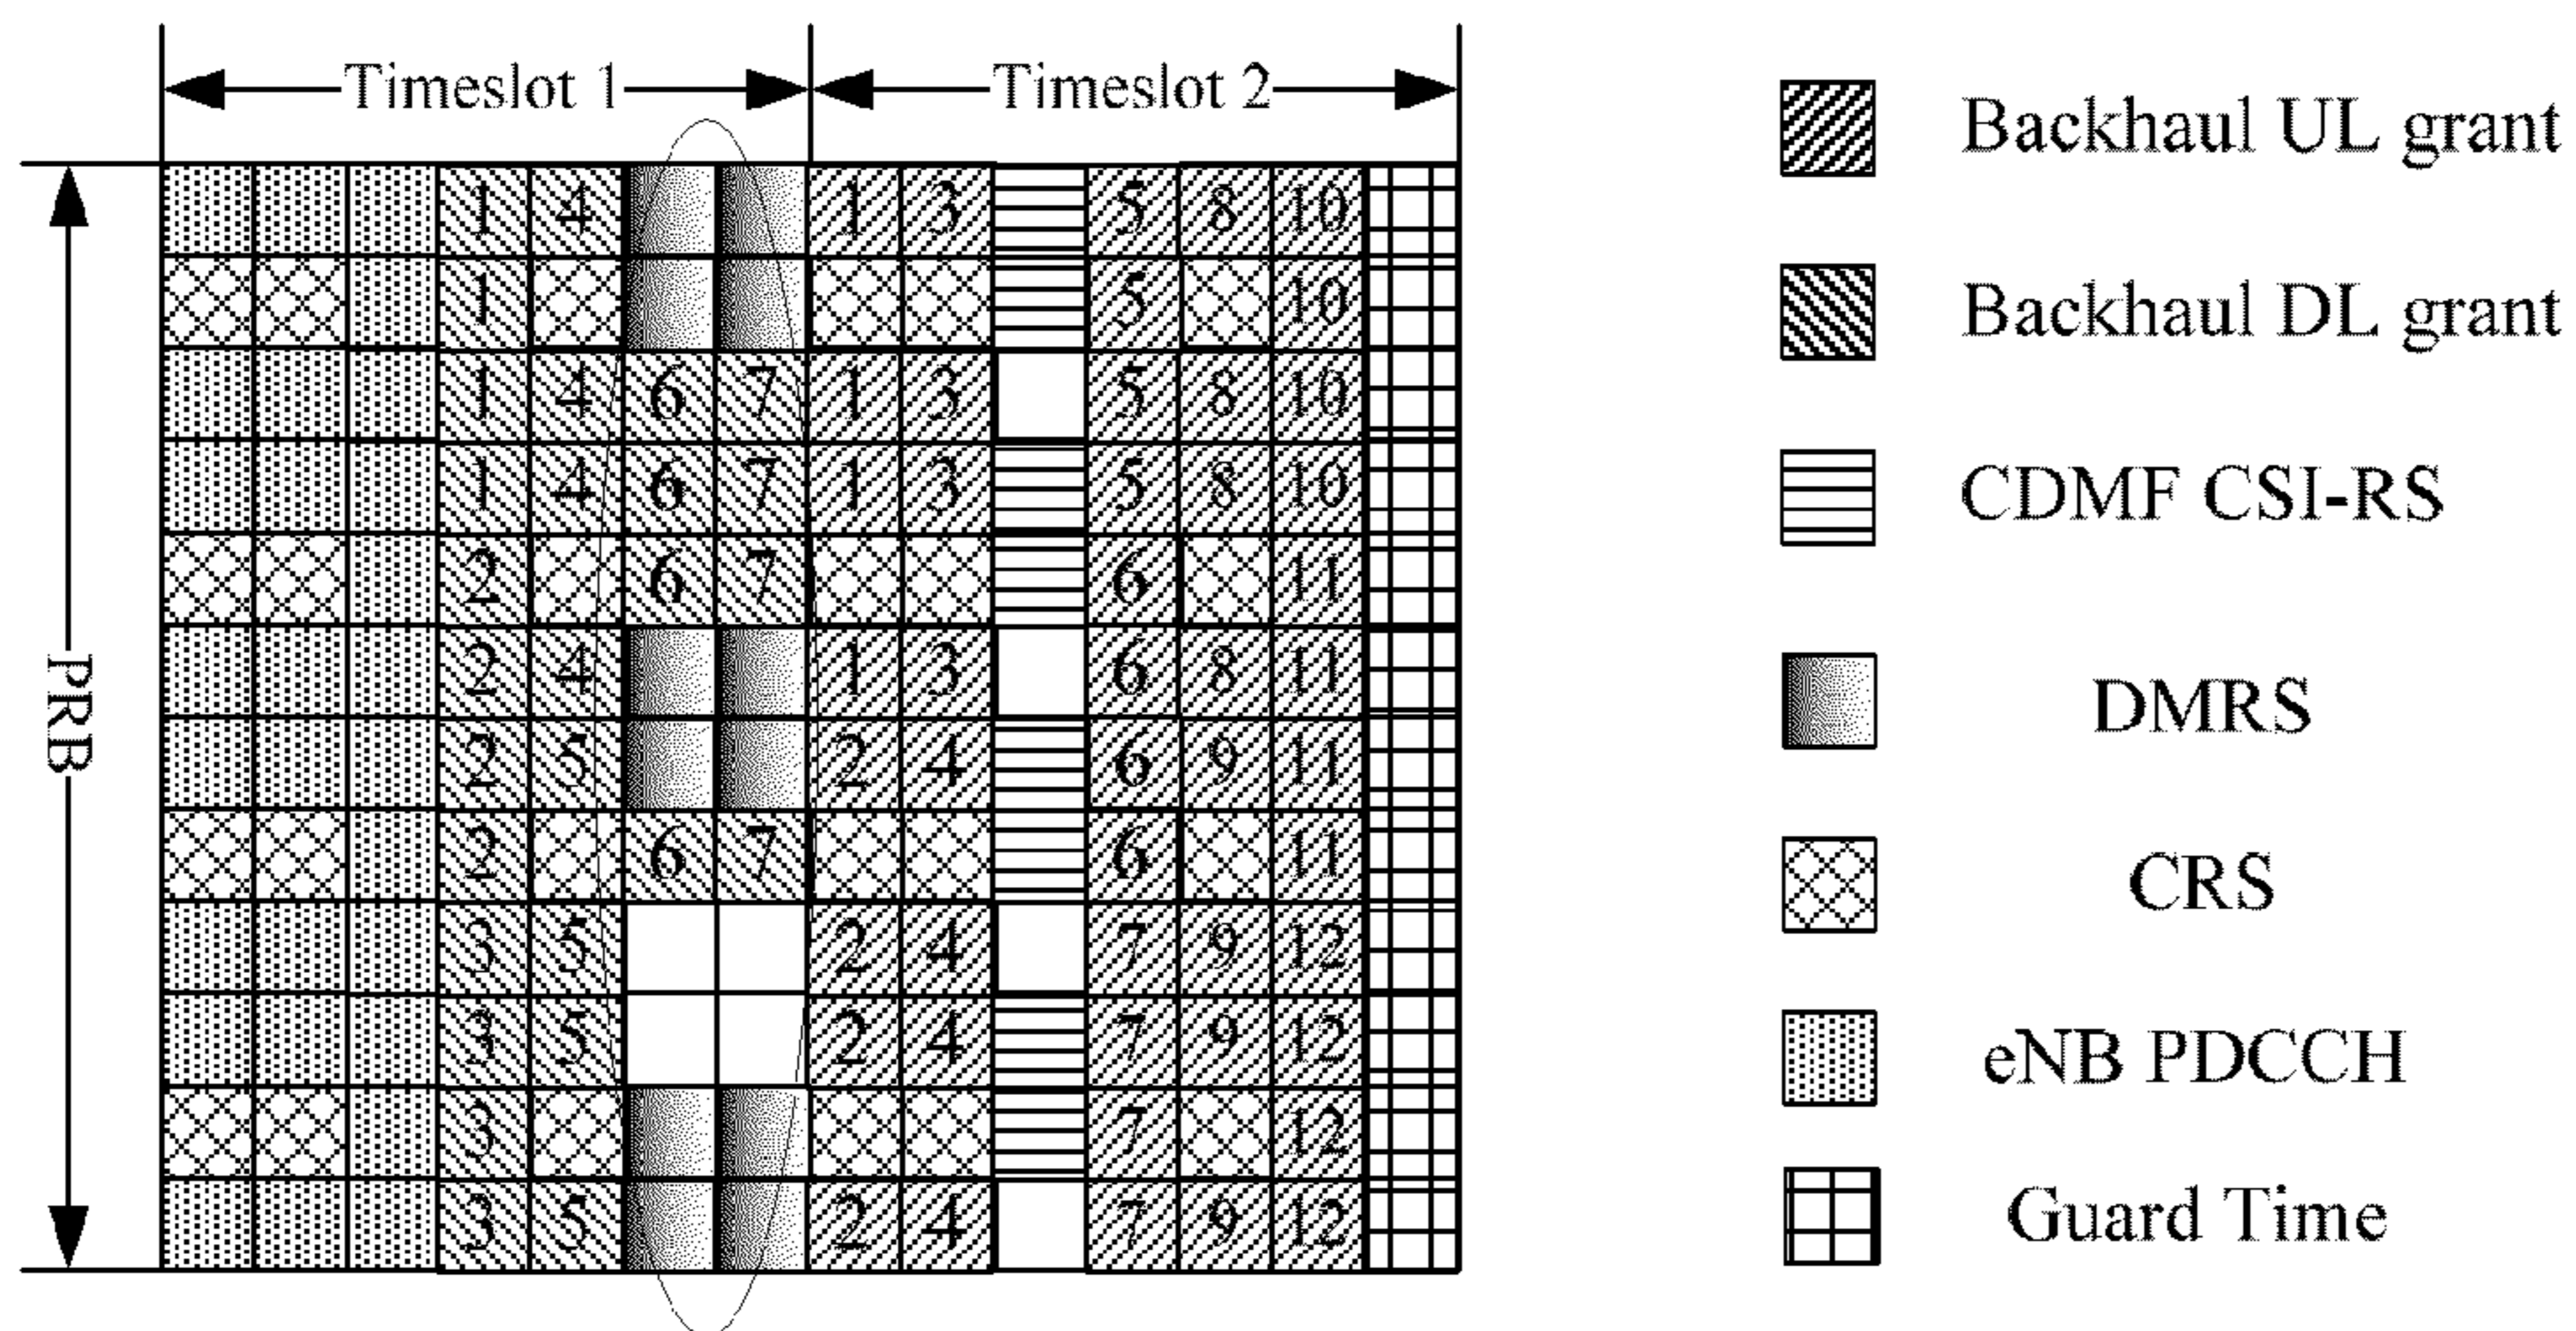 Timeslot 1 Timeslot 2
PRB
1 4 1 3 5 8 10
1 5 10
1 4 6 7 1 3 5 8 10
1 4 6 7 1 3 5 8 10
2 6 7 6 11
2 4 1 3 6 8 11
2 5 2 4 6 9 11
2 6 7 6 11
3 5 2 4 7 9 12
3 5 2 4 7 9 12
3 7 12
3 5 2 4 7 9 12
Backhaul UL grant
Backhaul DL grant
CDMF CSI-RS
DMRS
CRS
eNB PDCCH
Guard Time